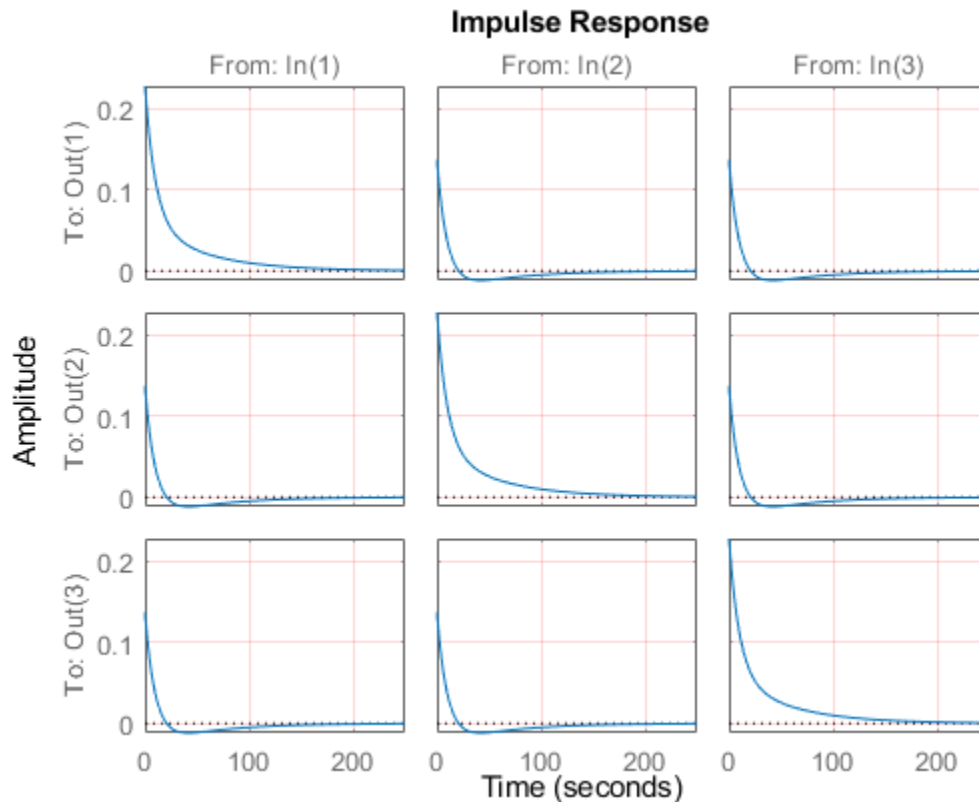 Impulse Response
From: In(1) From: In(2) From: In(3)
To: Out(1)
0.2
0.1
0
Amplitude
To: Out(2)
0.2
0.1
0
To: Out(3)
0.2
0.1
0
0 100 200 0 100 200 0 100 200
Time (seconds)